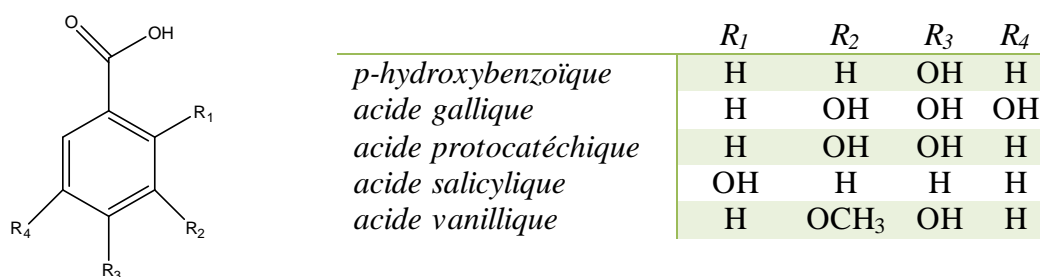 O
OH
R1
R4
R2
R3
R1 R2 R3 R4
p-hydroxybenzoïque H H OH H
acide gallique H OH OH OH
acide protocatéchique H OH OH H
acide salicylique OH H H H
acide vanillique H OCH3 OH H